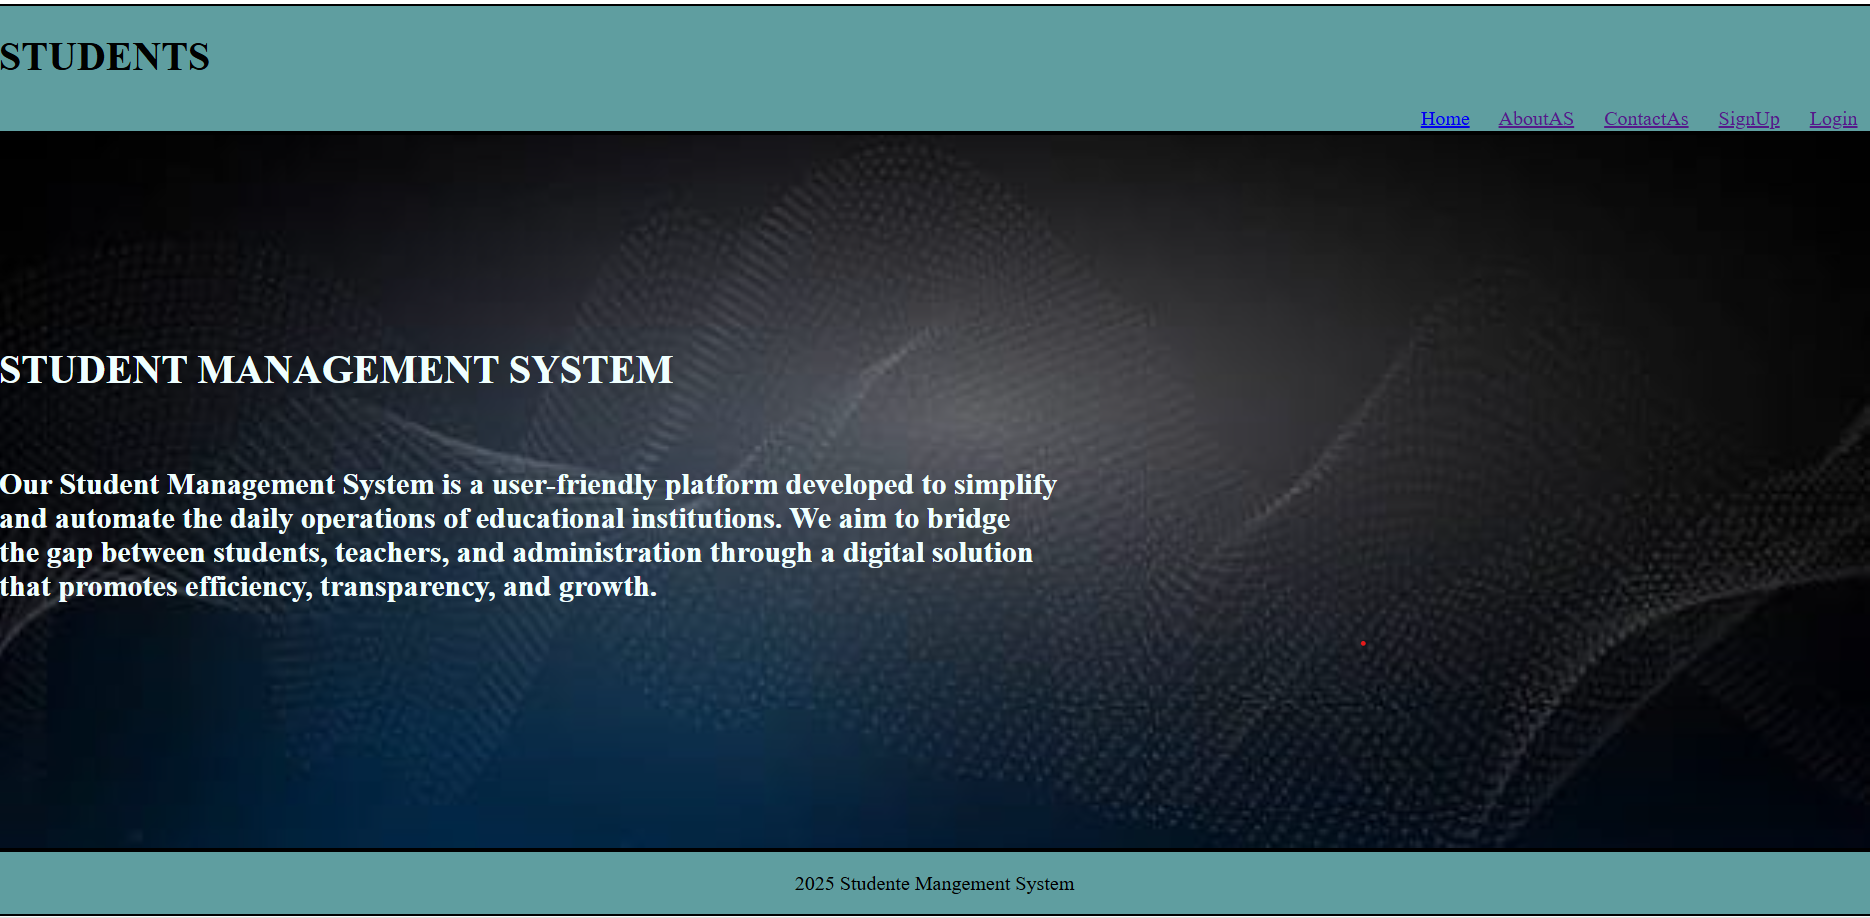 STUDENTS
Home AboutAS ContactAs SignUp Login
STUDENT MANAGEMENT SYSTEM
Our Student Management System is a user-friendly platform developed to simplify
and automate the daily operations of educational institutions. We aim to bridge
the gap between students, teachers, and administration through a digital solution
that promotes efficiency, transparency, and growth.
2025 Studente Mangement System